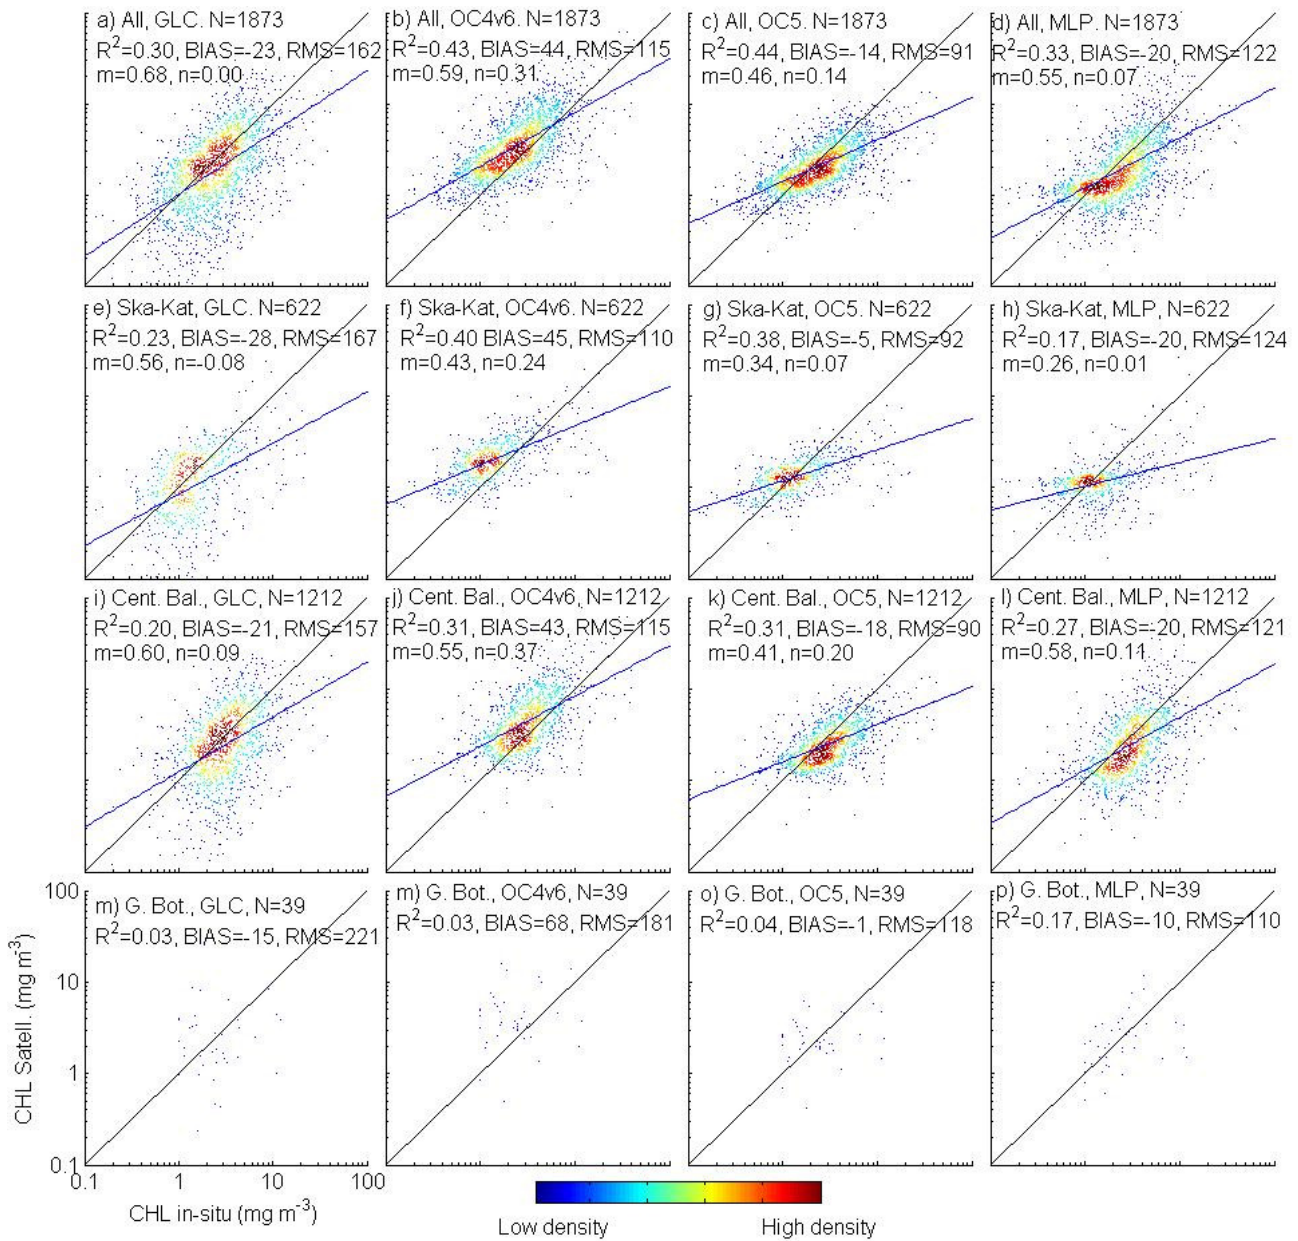 a) All, GLC. N=1873
R²=0.30, BIAS=-23, RMS=162
m=0.68, n=0.00
b) All, OC4v6. N=1873
R²=0.43, BIAS=44, RMS=115
m=0.59, n=0.31
c) All, OC5. N=1873
R²=0.44, BIAS=-14, RMS=91
m=0.46, n=0.14
d) All, MLP. N=1873
R²=0.33, BIAS=-20, RMS=122
m=0.55, n=0.07
e) Ska-Kat, GLC. N=622
R²=0.23, BIAS=-28, RMS=167
m=0.56, n=-0.08
f) Ska-Kat, OC4v6. N=622
R²=0.40 BIAS=45, RMS=110
m=0.43, n=0.24
g) Ska-Kat, OC5. N=622
R²=0.38, BIAS=-5, RMS=92
m=0.34, n=0.07
h) Ska-Kat, MLP, N=622
R²=0.17, BIAS=-20, RMS=124
m=0.26, n=0.01
i) Cent. Bal., GLC, N=1212
R²=0.20, BIAS=-21, RMS=157
m=0.60, n=0.09
j) Cent. Bal., OC4v6, N=1212
R²=0.31, BIAS=43, RMS=115
m=0.55, n=0.37
k) Cent. Bal., OC5, N=1212
R²=0.31, BIAS=-18, RMS=90
m=0.41, n=0.20
l) Cent. Bal., MLP, N=1212
R²=0.27, BIAS=-20, RMS=121
m=0.58, n=0.11
m) G. Bot., GLC, N=39
R²=0.03, BIAS=-15, RMS=221
m) G. Bot., OC4v6, N=39
R²=0.03, BIAS=68, RMS=181
o) G. Bot., OC5, N=39
R²=0.04, BIAS=-1, RMS=118
p) G. Bot., MLP, N=39
R²=0.17, BIAS=-10, RMS=110
CHL Satell. (mg m⁻³)
100
10
1
0.1
0.1 1 10 100
CHL in-situ (mg m⁻³)
Low density High density